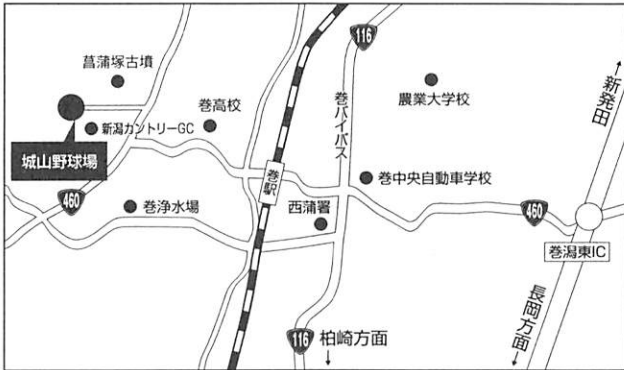 116
菖蒲塚古墳
農業大学校
↑新発田
巻高校
巻バイパス
新潟カントリーGC
城山野球場
巻駅
巻中央自動車学校
460
巻浄水場
西蒲署
460
巻潟東IC
長岡方面↓
116
柏崎方面
↓